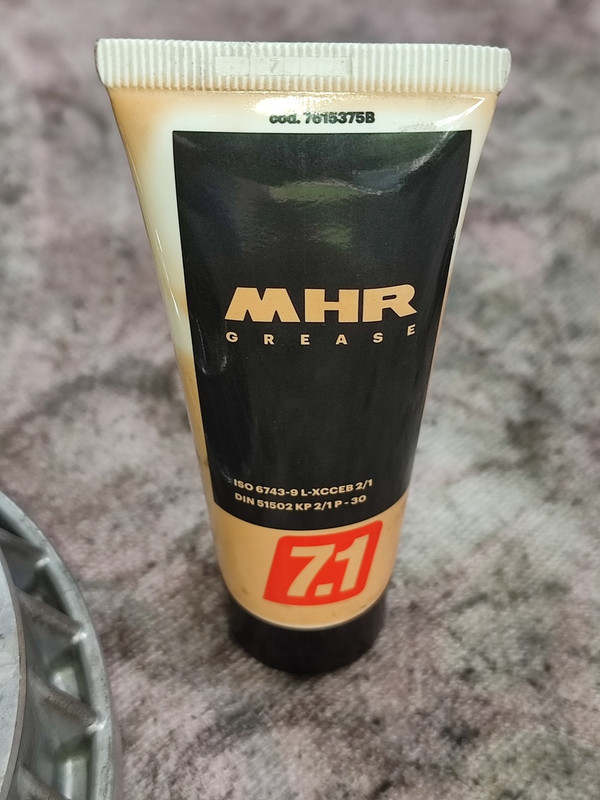 cod. 7615375B
MHR
GREASE
ISO 6743-9 L-XCCEB 2/1
DIN 51502 KP 2/1 P - 30
7.1